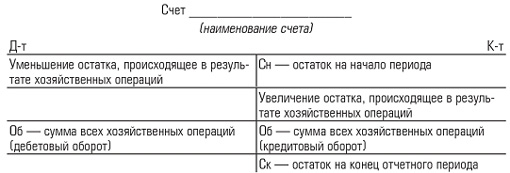 Счет ________________________
(наименование счета)
Д-т К-т
Уменьшение остатка, происходящее в резуль-
тате хозяйственных операций
Сн — остаток на начало периода
Увеличение остатка, происходящее в резуль-
тате хозяйственных операций
Об — сумма всех хозяйственных операций
(дебетовый оборот)
Об — сумма всех хозяйственных операций
(кредитовый оборот)
Ск — остаток на конец отчетного периода